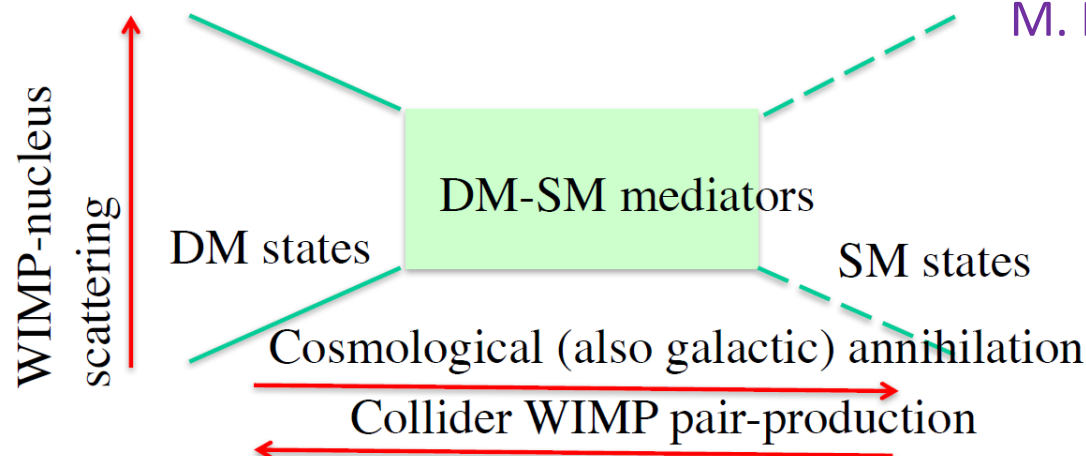 M.
WIMP-nucleus
scattering
DM-SM mediators
DM states
SM states
Cosmological (also galactic) annihilation
Collider WIMP pair-production